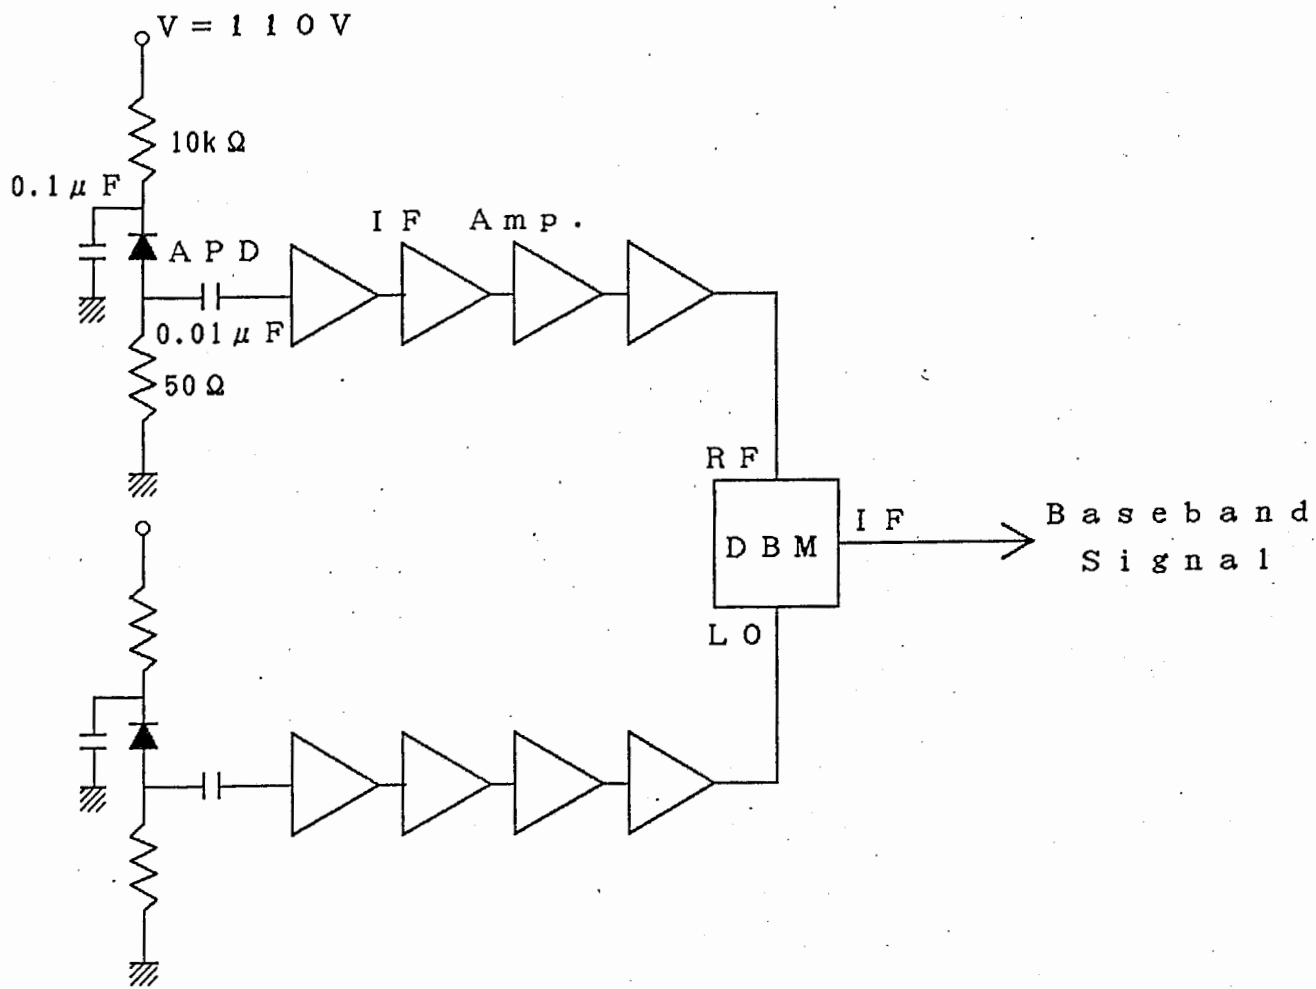 V=110V
10kΩ
0.1μF
IF Amp.
APD
0.01μF
50Ω
RF
IF
DBM
Baseband
Signal
LO